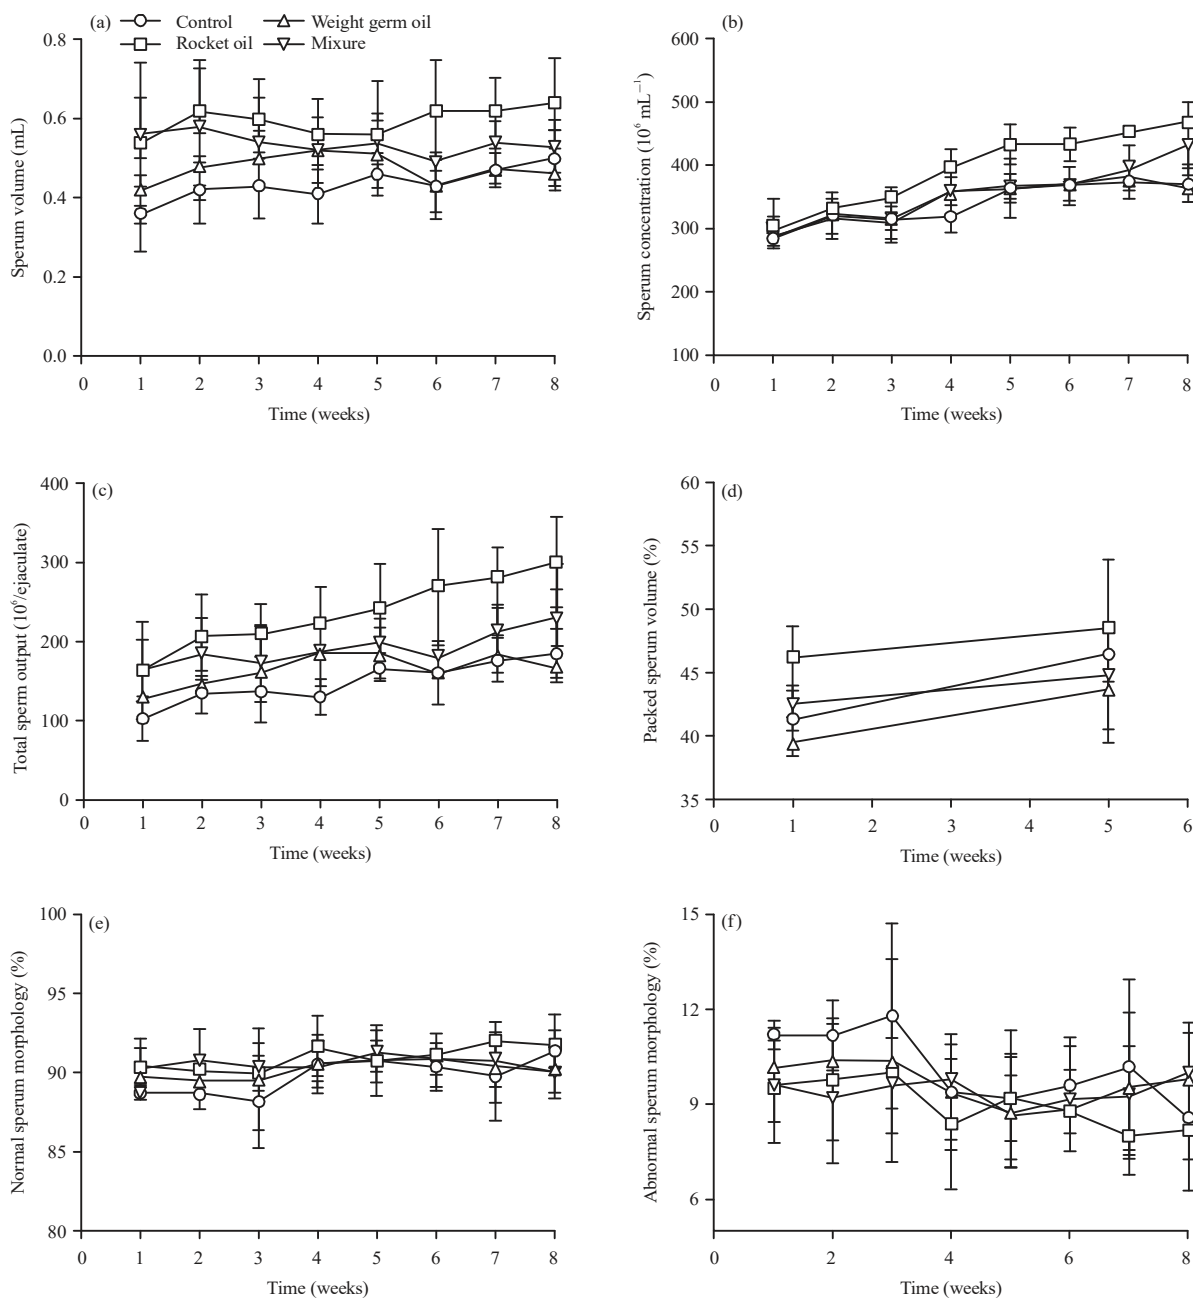 (a)
Control
Weight germ oil
Rocket oil
Mixure
0.8
0.6
0.4
0.2
0.0
Sperum volume (mL)
0 1 2 3 4 5 6 7 8
Time (weeks)
(b)
600
500
400
300
200
100
Sperum concentration (10⁶ mL⁻¹)
0 1 2 3 4 5 6 7 8
Time (weeks)
(c)
400
300
200
100
0
Total sperm output (10⁶/ejaculate)
0 1 2 3 4 5 6 7 8
Time (weeks)
(d)
60
55
50
45
40
35
Packed sperum volume (%)
0 1 2 3 4 5 6
Time (weeks)
(e)
100
95
90
85
80
Normal sperum morphology (%)
0 1 2 3 4 5 6 7 8
Time (weeks)
(f)
15
12
9
6
Abnormal sperum morphology (%)
0 2 4 6 8
Time (weeks)